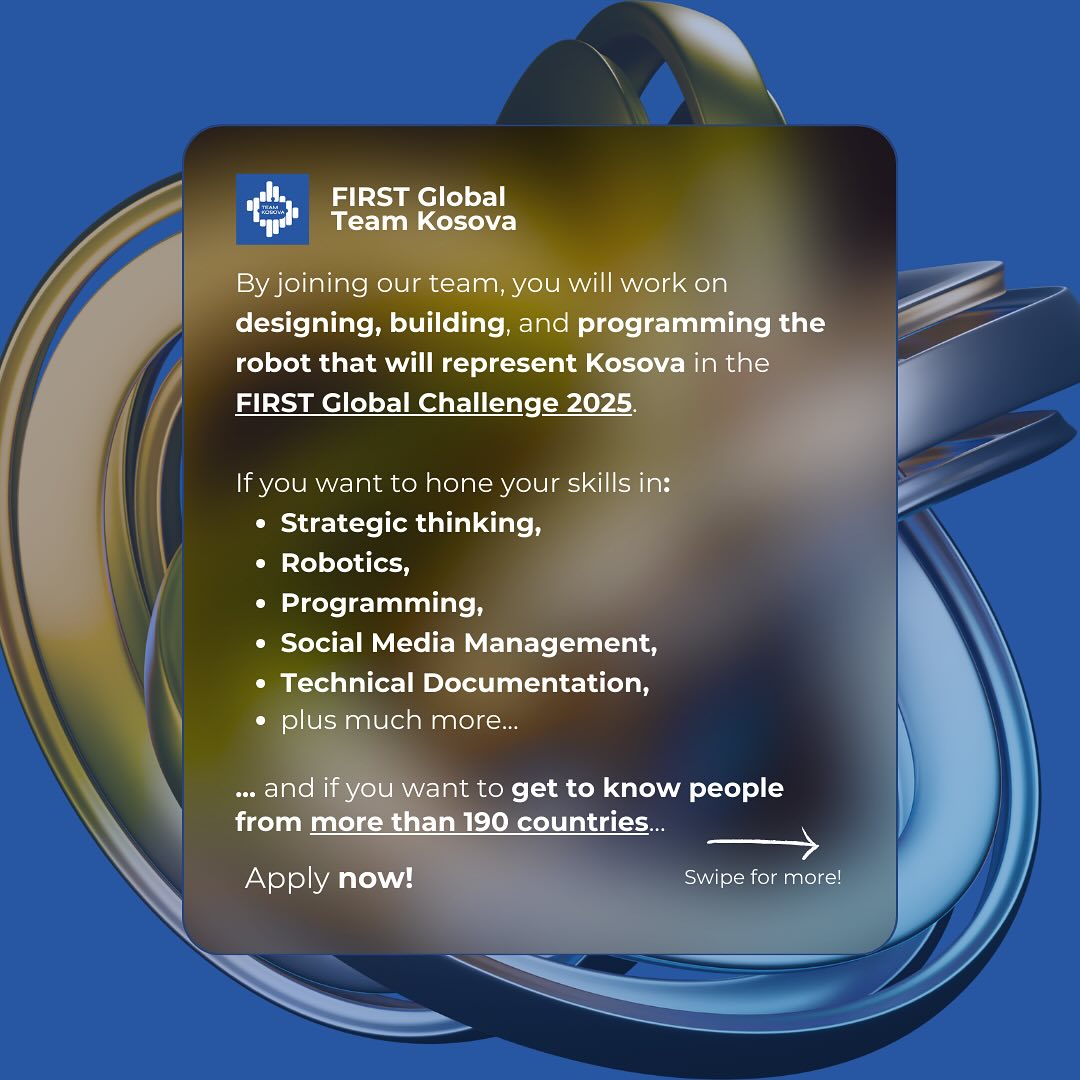 TEAM
KOSOVA
FIRST Global
Team Kosova
By joining our team, you will work on
designing, building, and programming the
robot that will represent Kosova in the
FIRST Global Challenge 2025.
If you want to hone your skills in:
• Strategic thinking,
• Robotics,
• Programming,
• Social Media Management,
• Technical Documentation,
• plus much more...
... and if you want to get to know people
from more than 190 countries...
Apply now!
Swipe for more!